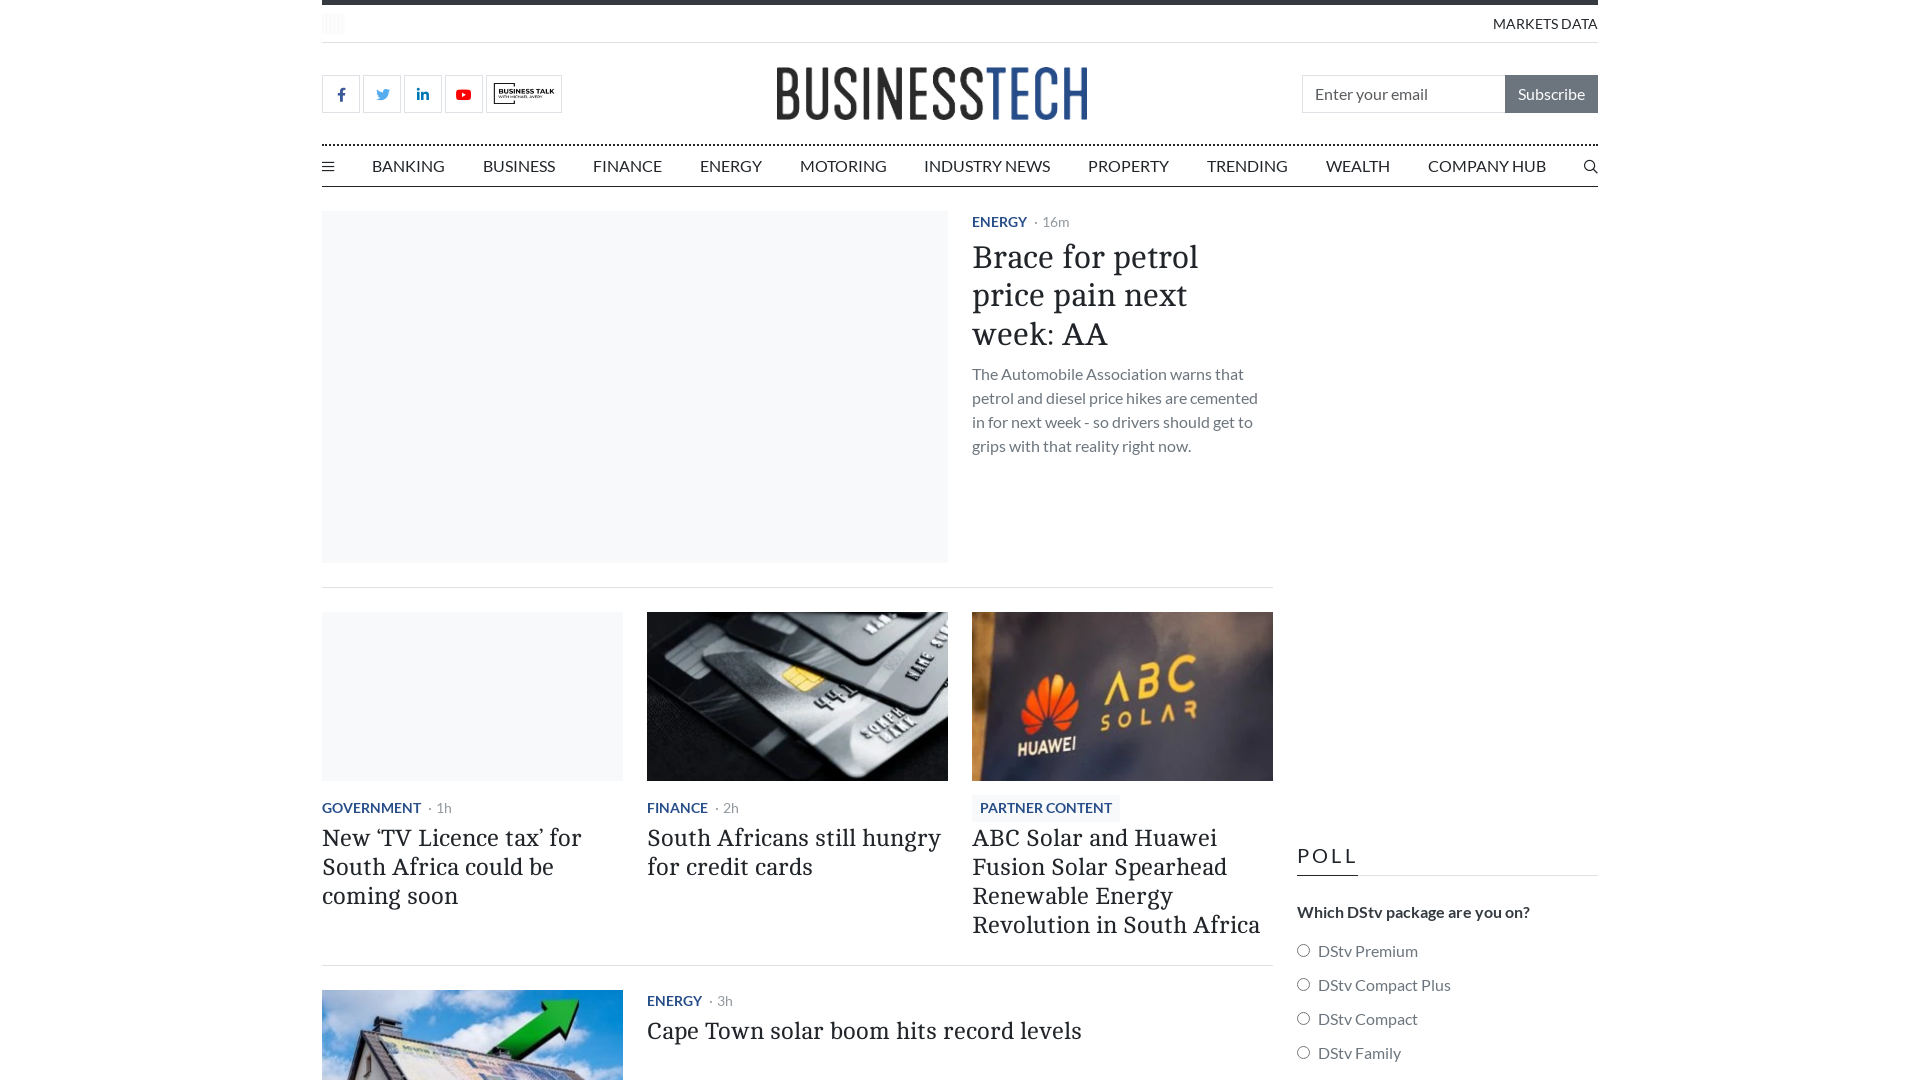 MARKETS DATA
BUSINESS TALK
WITH MICHAEL AVERY
BUSINESSTECH
Enter your email
Subscribe
BANKING
BUSINESS
FINANCE
ENERGY
MOTORING
INDUSTRY NEWS
PROPERTY
TRENDING
WEALTH
COMPANY HUB
ENERGY · 16m
Brace for petrol
price pain next
week: AA
The Automobile Association warns that
petrol and diesel price hikes are cemented
in for next week - so drivers should get to
grips with that reality right now.
GOVERNMENT · 1h
New ‘TV Licence tax’ for
South Africa could be
coming soon
FINANCE · 2h
South Africans still hungry
for credit cards
HUAWEI
ABC
SOLAR
PARTNER CONTENT
ABC Solar and Huawei
Fusion Solar Spearhead
Renewable Energy
Revolution in South Africa
ENERGY · 3h
Cape Town solar boom hits record levels
POLL
Which DStv package are you on?
DStv Premium
DStv Compact Plus
DStv Compact
DStv Family